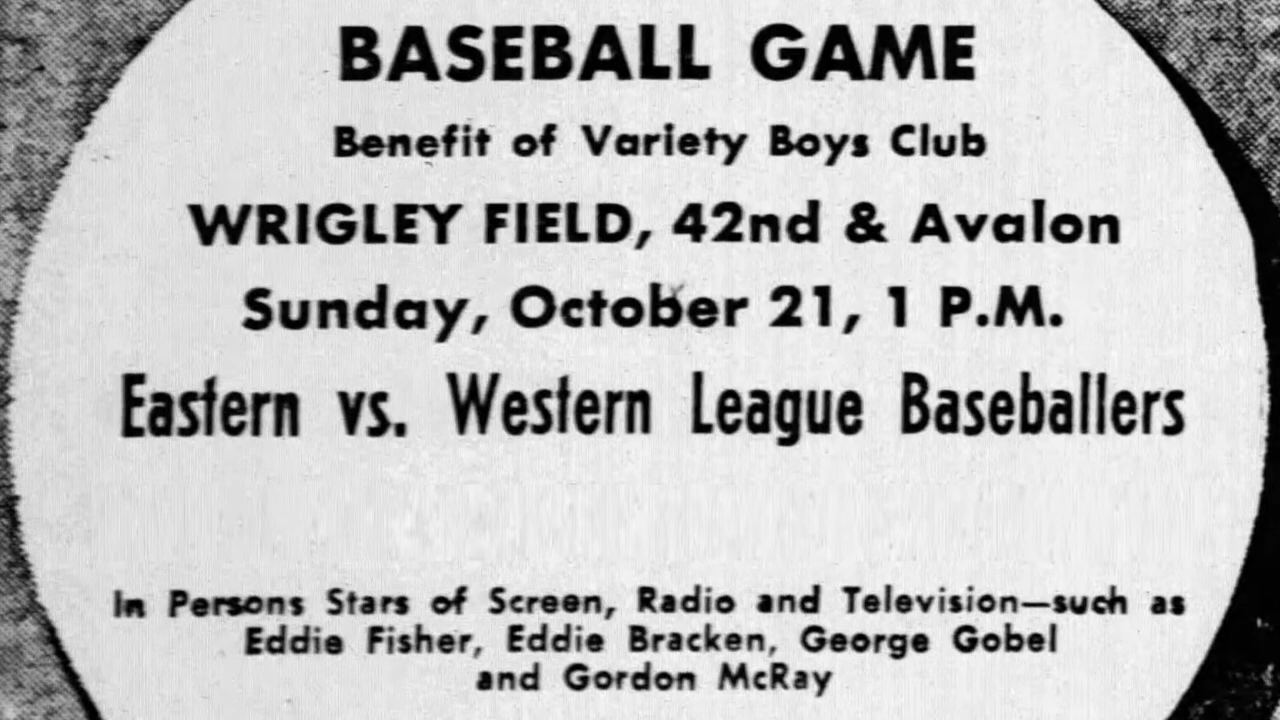 BASEBALL GAME
Benefit of Variety Boys Club
WRIGLEY FIELD, 42nd & Avalon
Sunday, October 21, 1 P.M.
Eastern vs. Western League Baseballers
In Persons Stars of Screen, Radio and Television—such as
Eddie Fisher, Eddie Bracken, George Gobel
and Gordon McRay